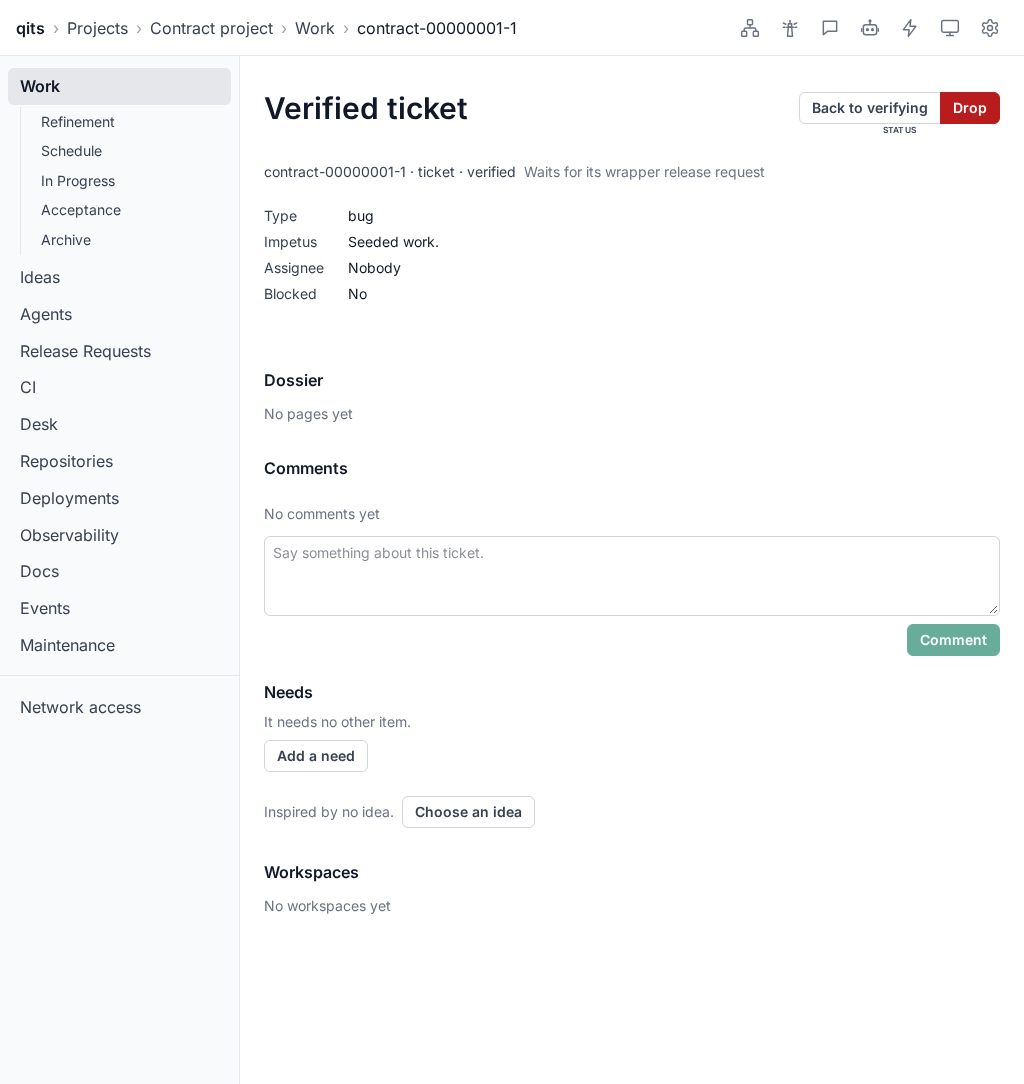 qits › Projects › Contract project › Work › contract-00000001-1
Work
Refinement
Schedule
In Progress
Acceptance
Archive
Ideas
Agents
Release Requests
CI
Desk
Repositories
Deployments
Observability
Docs
Events
Maintenance
Network access
Verified ticket
Back to verifying
Drop
STATUS
contract-00000001-1 · ticket · verified Waits for its wrapper release request
Type bug
Impetus Seeded work.
Assignee Nobody
Blocked No
Dossier
No pages yet
Comments
No comments yet
Say something about this ticket.
Comment
Needs
It needs no other item.
Add a need
Inspired by no idea. Choose an idea
Workspaces
No workspaces yet